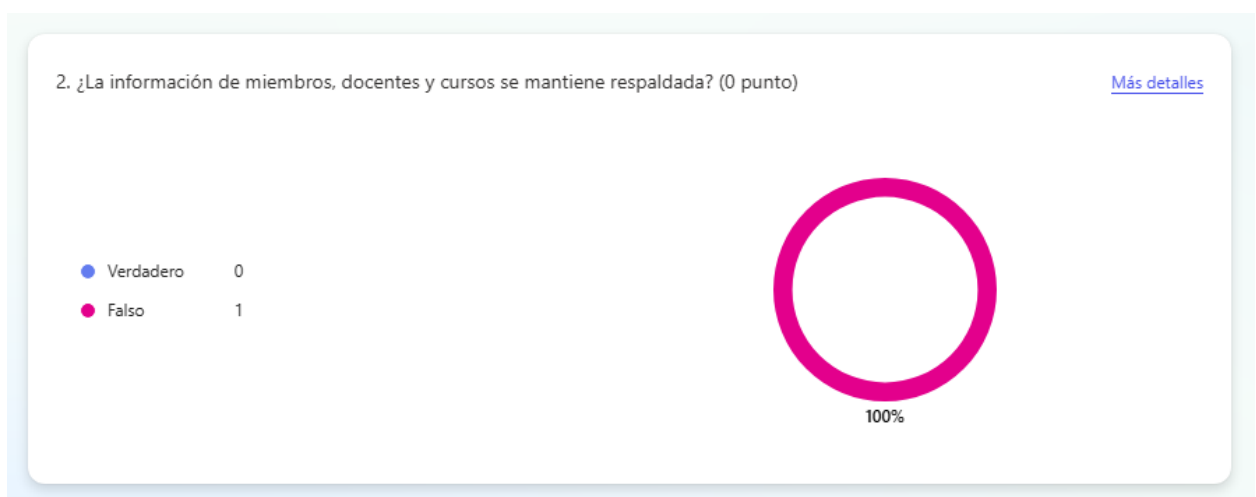 2. ¿La información de miembros, docentes y cursos se mantiene respaldada? (0 punto)
Más detalles
Verdadero 0
Falso 1
100%